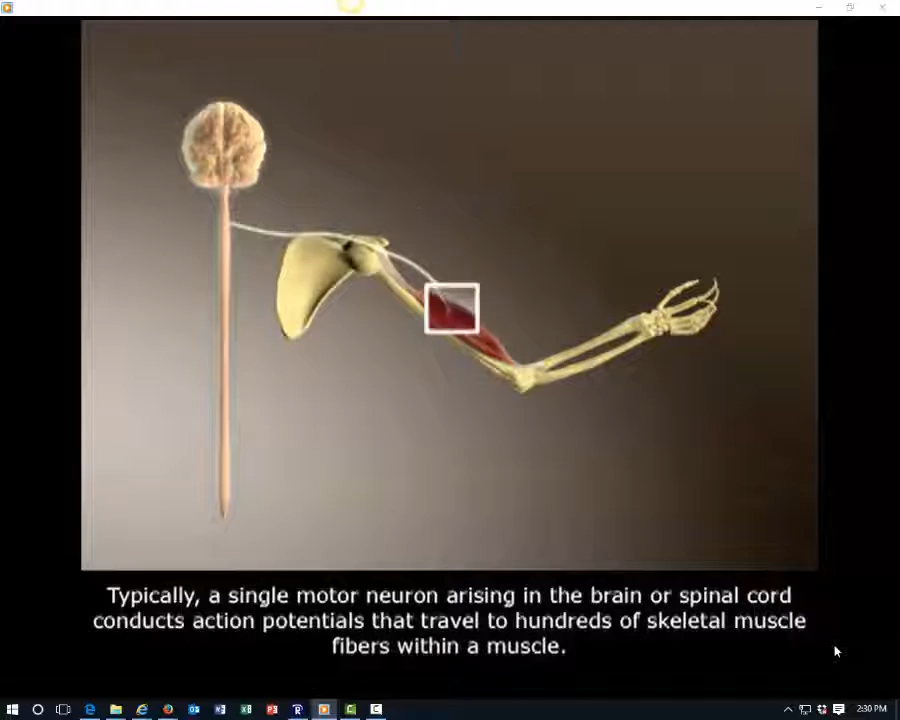 Typically, a single motor neuron arising in the brain or spinal cord
conducts action potentials that travel to hundreds of skeletal muscle
fibers within a muscle.
2:30 PM